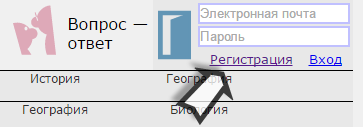 Вопрос —
ответ
Электронная почта
Пароль
Регистрация Вход
История География
География Биология